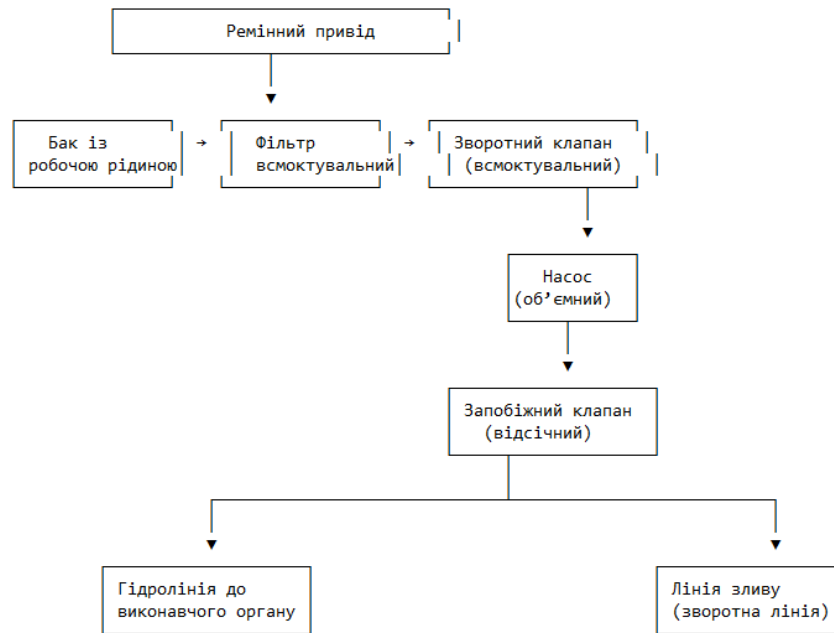 Ремінний привід
Бак із
робочою рідиною
→
Фільтр
всмоктувальний
→
Зворотний клапан
(всмоктувальний)
Насос
(об’ємний)
Запобіжний клапан
(відсічний)
Гідролінія до
виконавчого органу
Лінія зливу
(зворотна лінія)